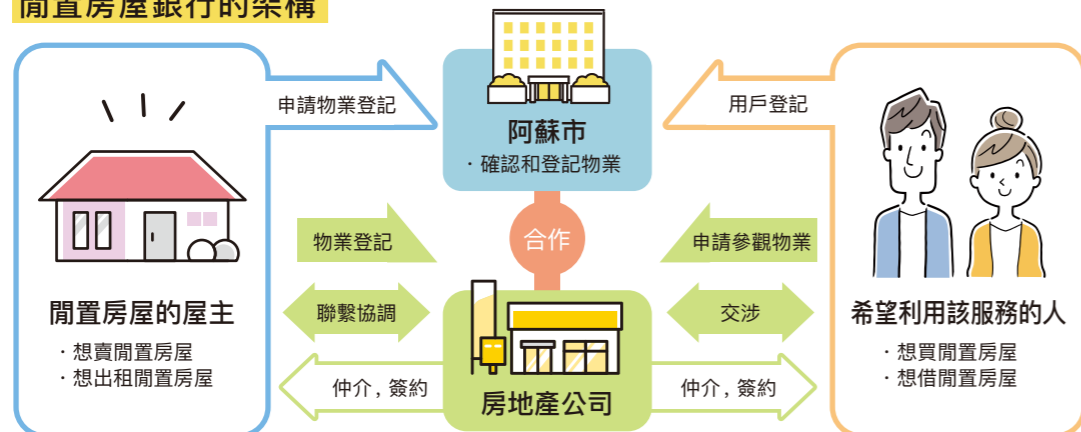 閒置房屋銀行的架構
申請物業登記
用戶登記
阿蘇市
・確認和登記物業
合作
物業登記
申請參觀物業
聯繫協調
交涉
仲介，簽約
仲介，簽約
房地產公司
閒置房屋的屋主
・想賣閒置房屋
・想出租閒置房屋
希望利用該服務的人
・想買閒置房屋
・想借閒置房屋